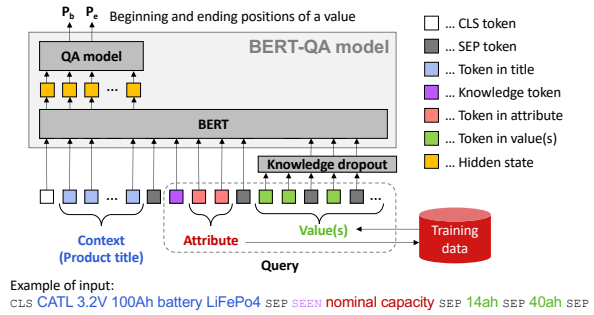 P_b P_e Beginning and ending positions of a value
BERT-QA model
QA model
...
BERT
Knowledge dropout
... ...
Context
(Product title)
Attribute
Value(s)
Query
Training
data
... CLS token
... SEP token
... Token in title
... Knowledge token
... Token in attribute
... Token in value(s)
... Hidden state
Example of input:
CLS CATL 3.2V 100Ah battery LiFePo4 SEP SEEN nominal capacity SEP 14ah SEP 40ah SEP